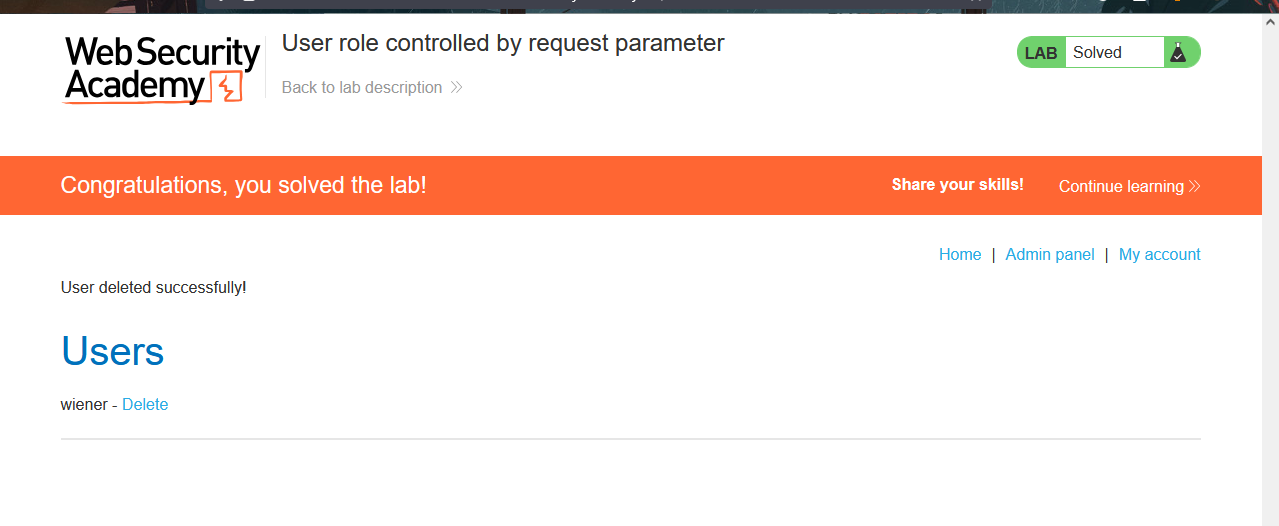 Web Security
Academy
User role controlled by request parameter
Back to lab description
LAB Solved
Congratulations, you solved the lab!
Share your skills! Continue learning
Home | Admin panel | My account
User deleted successfully!
Users
wiener - Delete